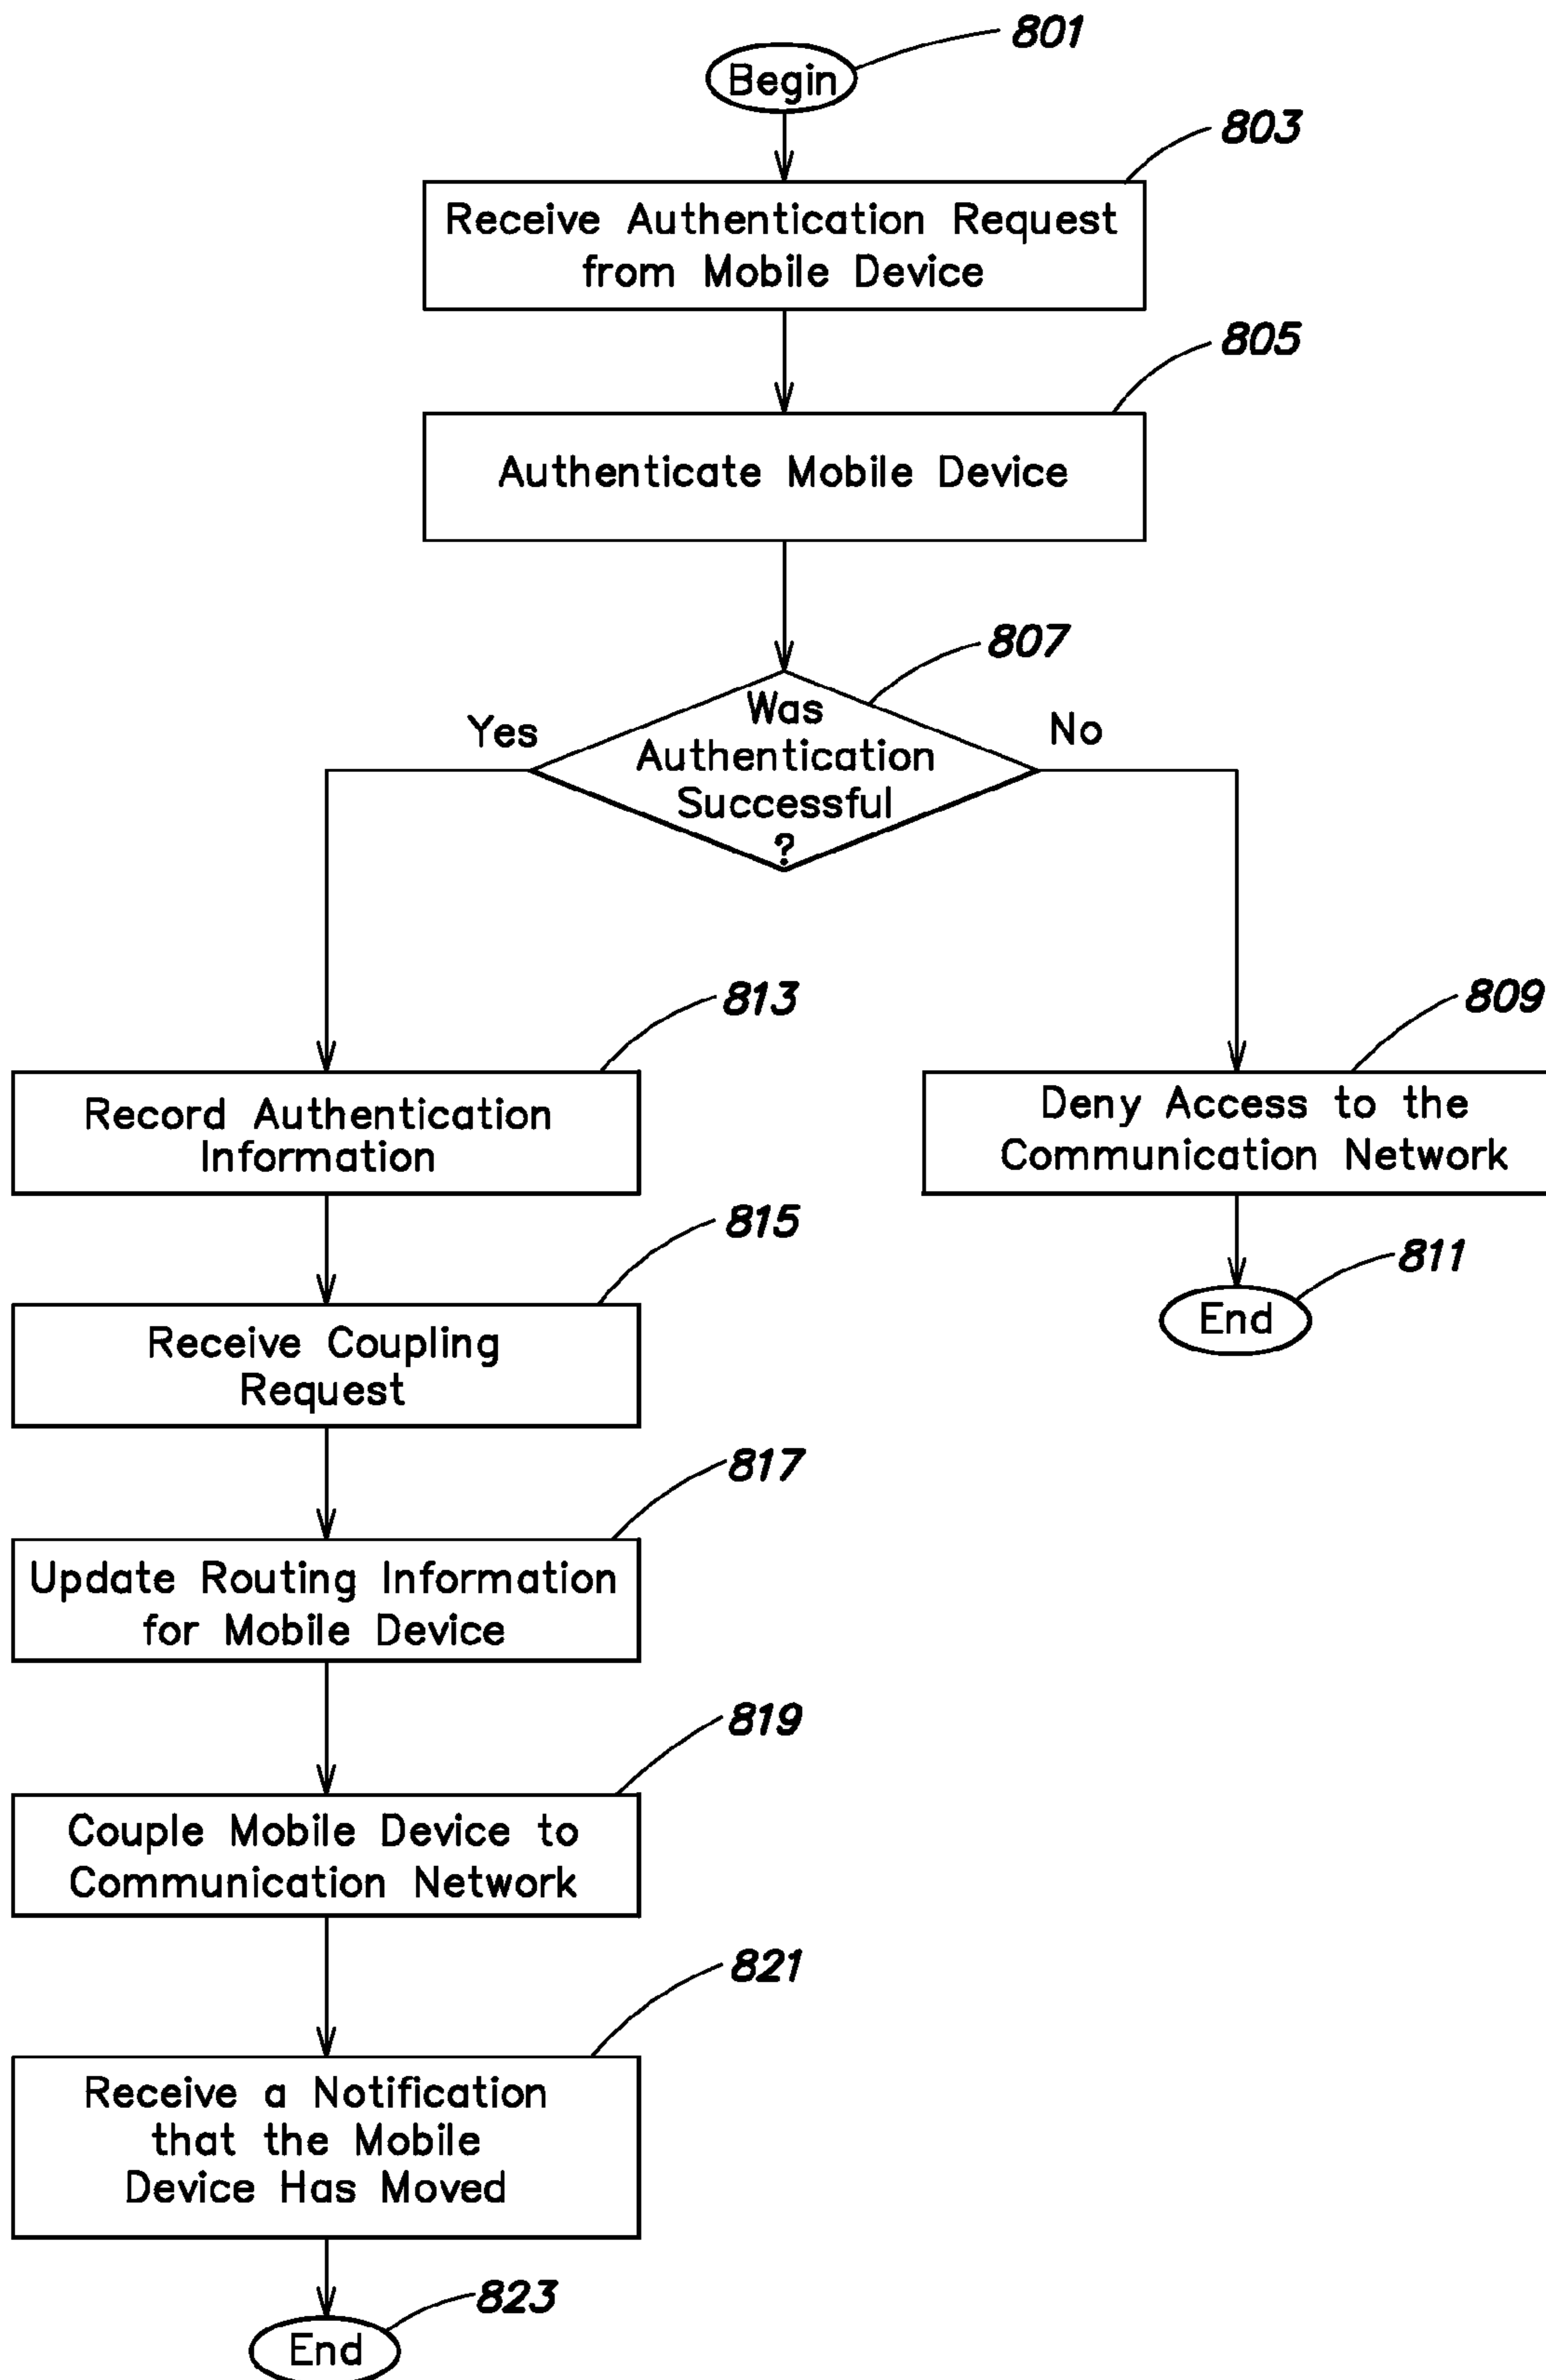 801
Begin
803
Receive Authentication Request
from Mobile Device
805
Authenticate Mobile Device
807
Yes
Was
Authentication
Successful
?
No
813
Record Authentication
Information
809
Deny Access to the
Communication Network
815
Receive Coupling
Request
811
End
817
Update Routing Information
for Mobile Device
819
Couple Mobile Device to
Communication Network
821
Receive a Notification
that the Mobile
Device Has Moved
823
End